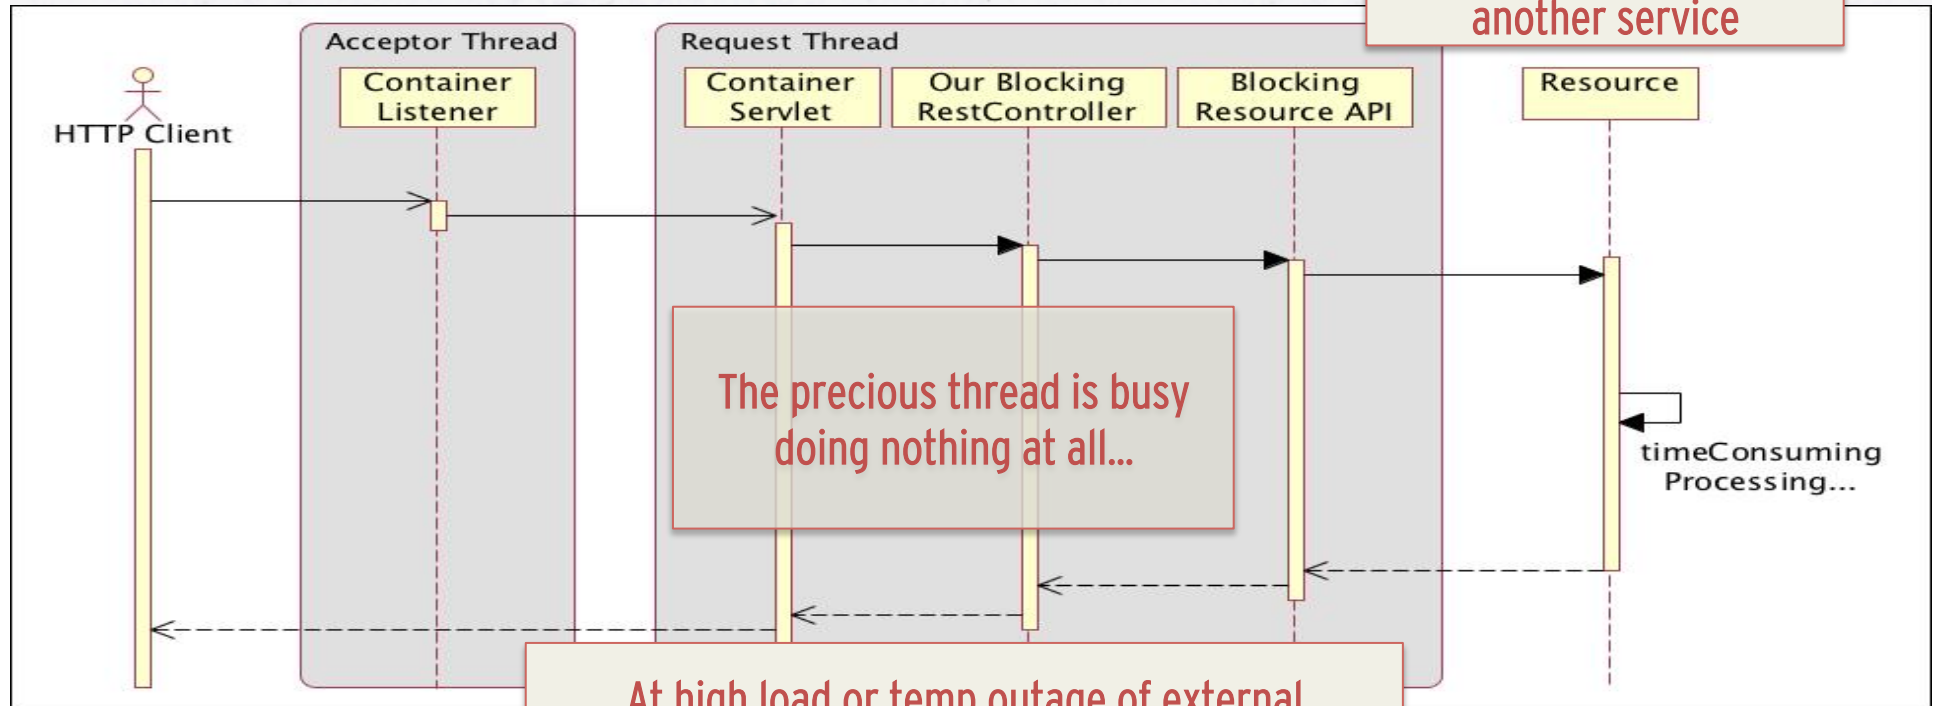 another service
Acceptor Thread
Request Thread
HTTP Client
Container
Listener
Container
Servlet
Our Blocking
RestController
Blocking
Resource API
Resource
The precious thread is busy
doing nothing at all...
timeConsuming
Processing...
At high load or temp outage of external